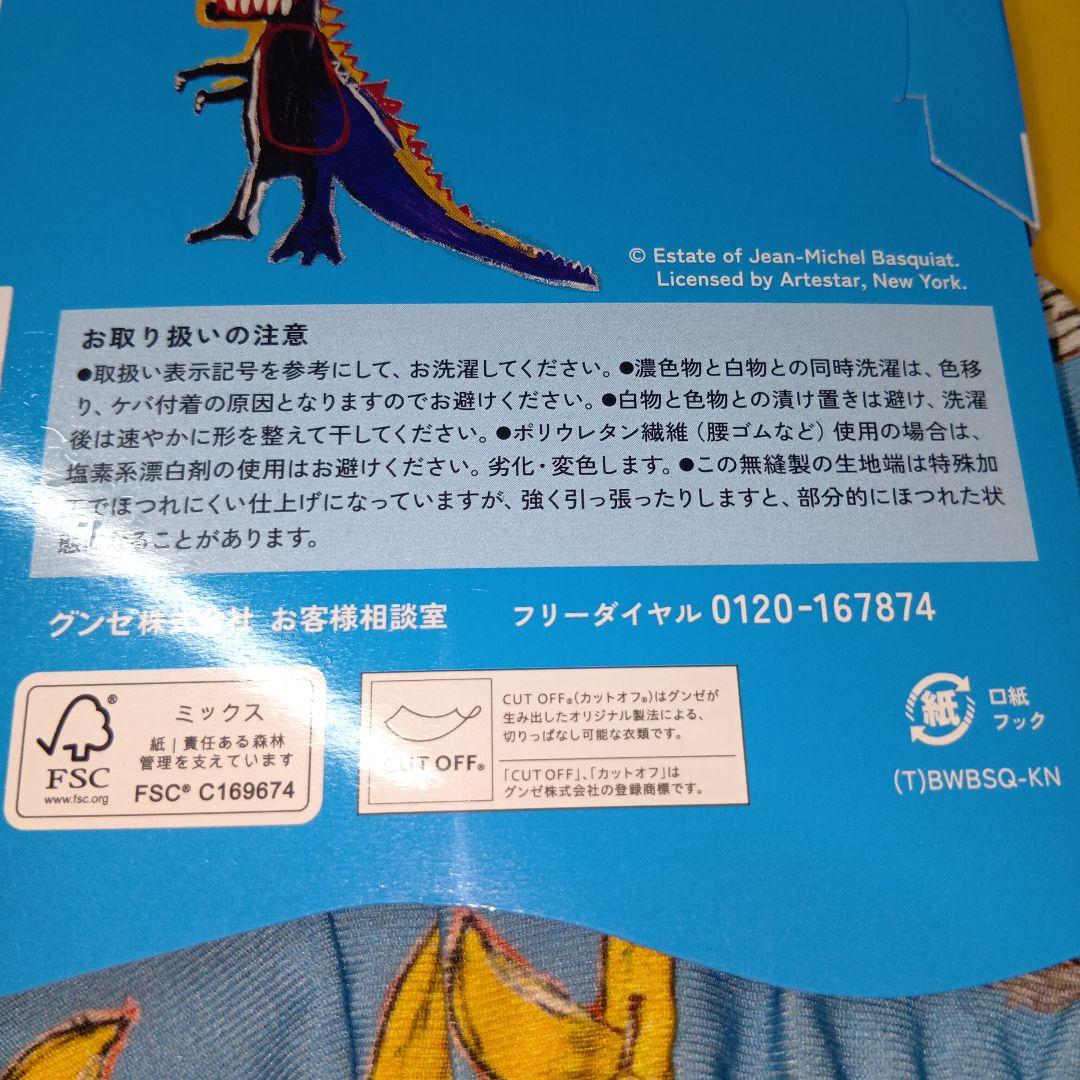 © Estate of Jean-Michel Basquiat.
Licensed by Artestar, New York.
お取り扱いの注意
●取扱い表示記号を参考にして、お洗濯してください。●濃色物と白物との同時洗濯は、色移
り、ケバ付着の原因となりますのでお避けください。●白物と色物との漬け置きは避け、洗濯
後は速やかに形を整えて干してください。●ポリウレタン繊維（腰ゴムなど）使用の場合は、
塩素系漂白剤の使用はお避けください。劣化・変色します。●この無縫製の生地端は特殊加
でほつれにくい仕上げになっていますが、強く引っ張ったりしますと、部分的にほつれた状
態になることがあります。
グンゼ株式会社 お客様相談室 フリーダイヤル 0120-167874
FSC®
www.fsc.org
ミックス
紙 | 責任ある森林
管理を支えています
FSC® C169674
CUT OFF®
CUT OFF®(カットオフ®)はグンゼが
生み出したオリジナル製法による、
切りっぱなし可能な衣類です。
「CUT OFF」、「カットオフ」は
グンゼ株式会社の登録商標です。
紙
口紙
フック
(T)BWBSQ-KN